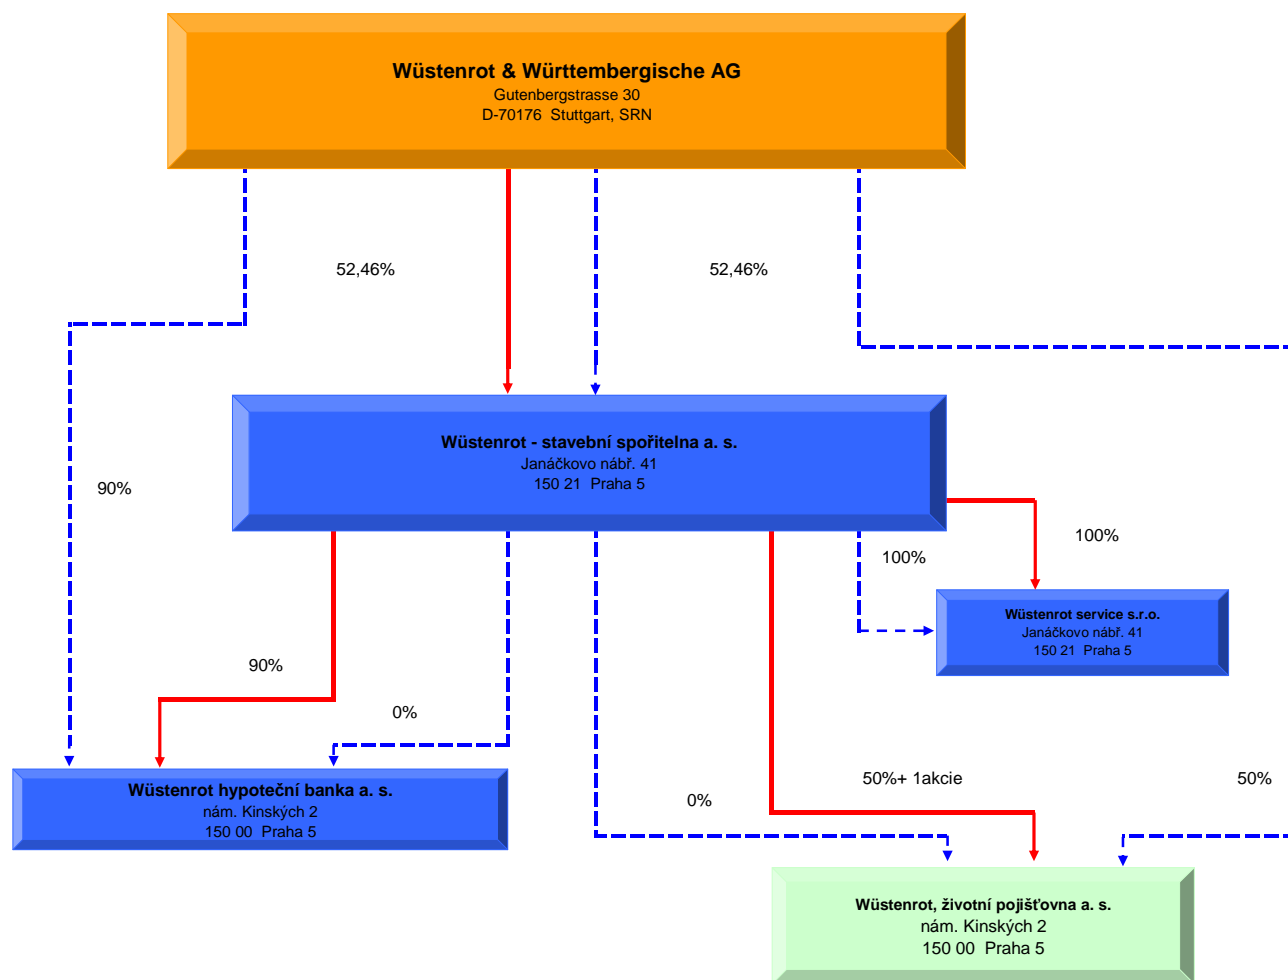 Wüstenrot & Württembergische AG
Gutenbergstrasse 30
D-70176 Stuttgart, SRN
52,46%
52,46%
Wüstenrot - stavební spořitelna a. s.
Janáčkovo nábř. 41
150 21 Praha 5
90%
100%
100%
Wüstenrot service s.r.o.
Janáčkovo nábř. 41
150 21 Praha 5
90%
0%
Wüstenrot hypoteční banka a. s.
nám. Kinských 2
150 00 Praha 5
0%
50%+ 1akcie
50%
Wüstenrot, životní pojišťovna a. s.
nám. Kinských 2
150 00 Praha 5